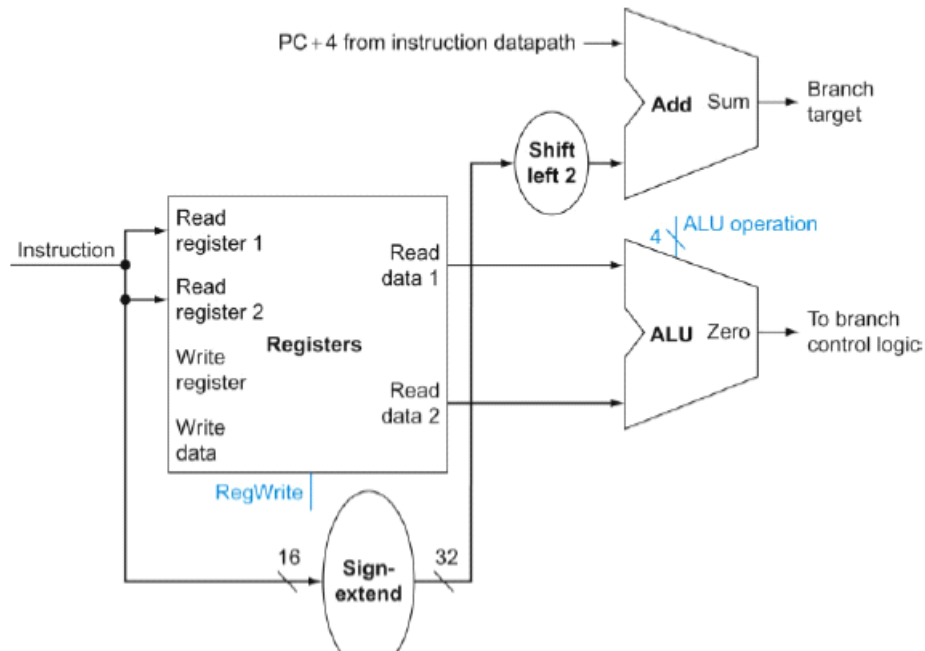 PC + 4 from instruction datapath
Add Sum
Branch
target
Shift
left 2
Instruction
Read
register 1
Read
data 1
4
ALU operation
Read
register 2
Registers
ALU Zero
To branch
control logic
Write
register
Read
data 2
Write
data
RegWrite
16
Sign-
extend
32